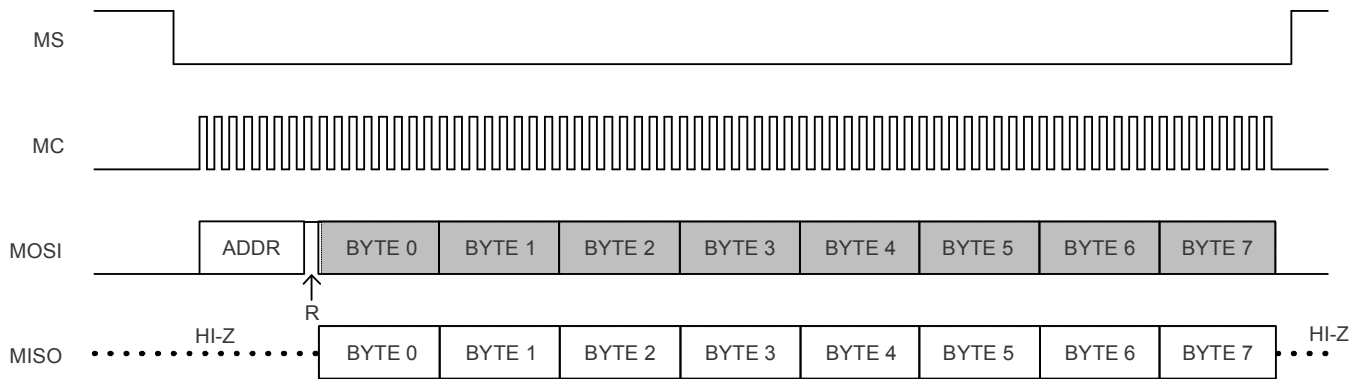 MS
MC
MOSI ADDR BYTE 0 BYTE 1 BYTE 2 BYTE 3 BYTE 4 BYTE 5 BYTE 6 BYTE 7
R
HI-Z HI-Z
MISO BYTE 0 BYTE 1 BYTE 2 BYTE 3 BYTE 4 BYTE 5 BYTE 6 BYTE 7